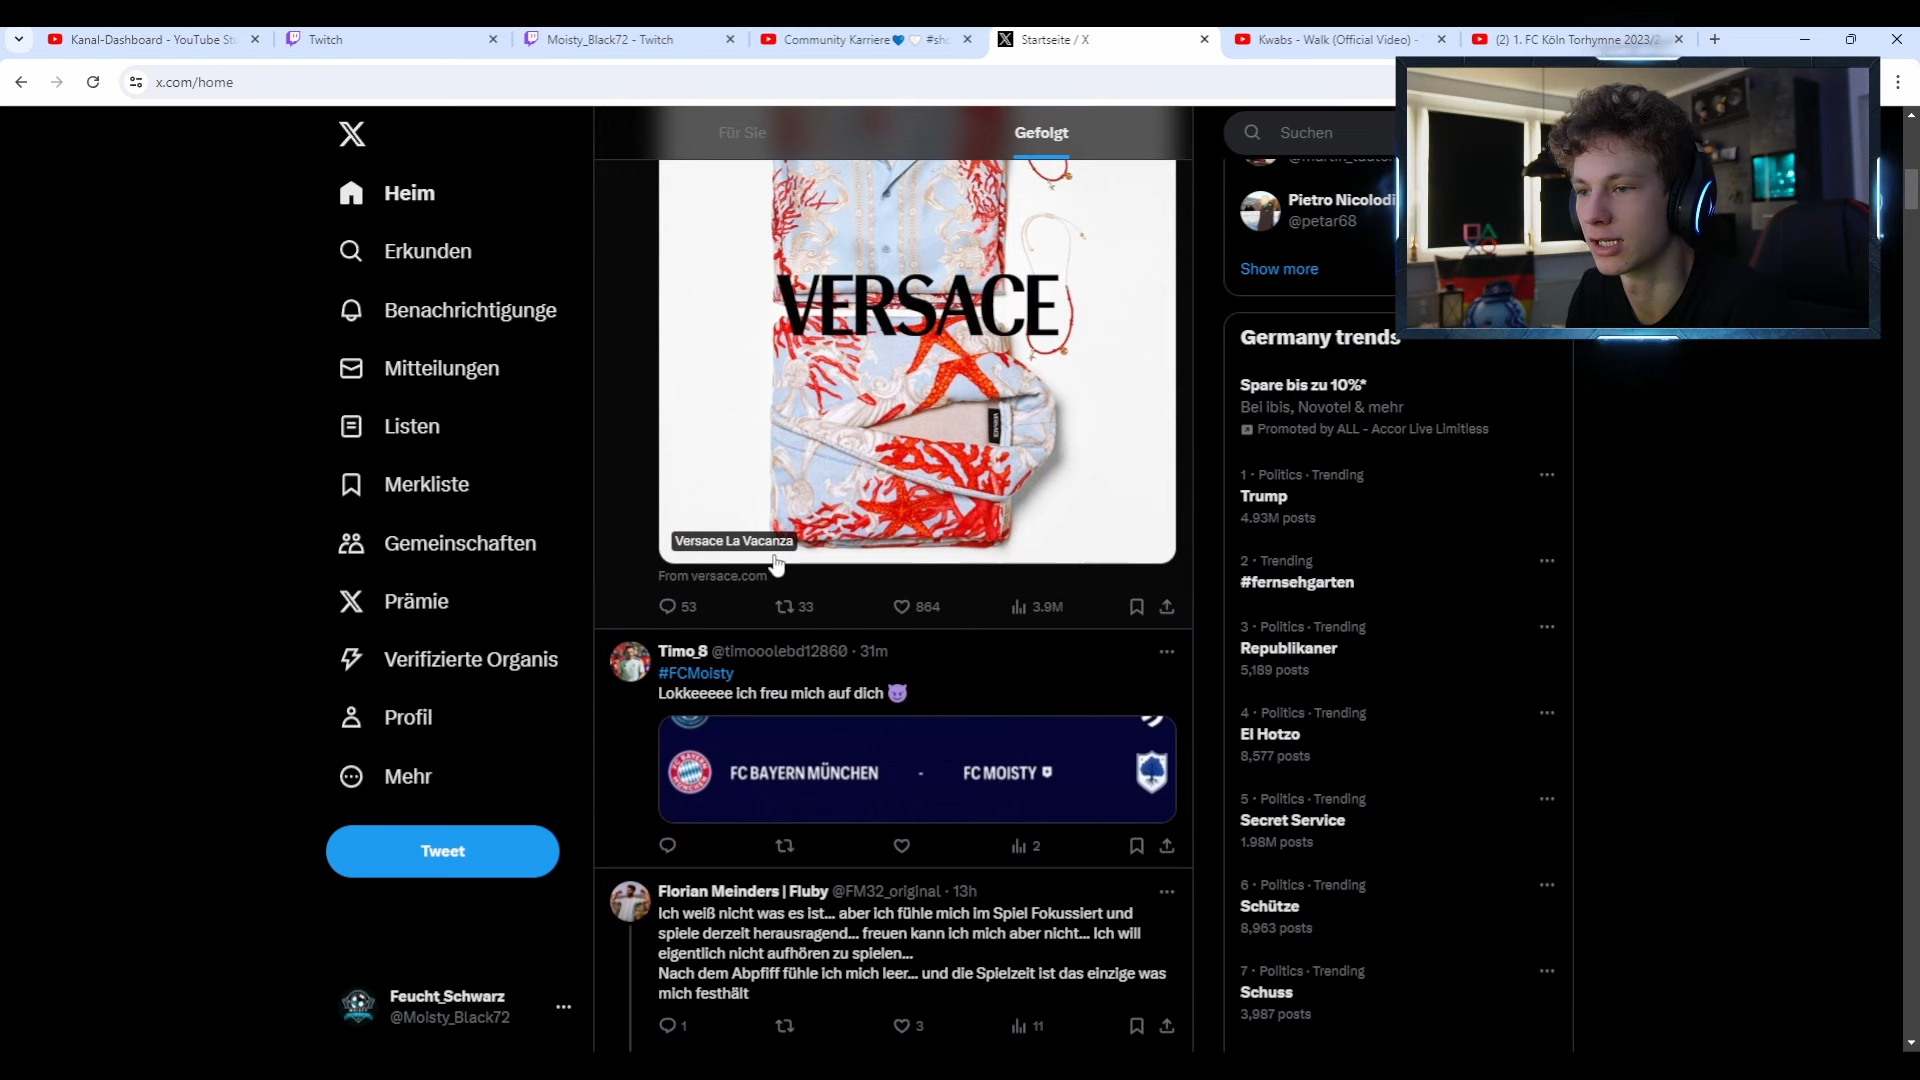 Kanal-Dashboard - YouTube St
Twitch
Moisty_Black72 - Twitch
Community Karriere💙🤍 #sho
Startseite / X
Kwabs - Walk (Official Video) -
(2) 1. FC Köln Torhymne 2023/2
x.com/home
Für Sie
Gefolgt
Suchen
Heim
Erkunden
Benachrichtigunge
Mitteilungen
Listen
Merkliste
Gemeinschaften
Prämie
Verifizierte Organis
Profil
Mehr
Tweet
Feucht_Schwarz
@Moisty_Black72
VERSACE
Versace La Vacanza
From versace.com
53
33
864
3.9M
Timo_8 @timooolebd12860 · 31m
#FCMoisty
Lokkeeeee ich freu mich auf dich 😈
FC BAYERN MÜNCHEN - FC MOISTY
2
Florian Meinders | Fluby @FM32_original · 13h
Ich weiß nicht was es ist... aber ich fühle mich im Spiel Fokussiert und
spiele derzeit herausragend... freuen kann ich mich aber nicht... Ich will
eigentlich nicht aufhören zu spielen...
Nach dem Abpfiff fühle ich mich leer... und die Spielzeit ist das einzige was
mich festhält
1
3
11
Pietro Nicolodi
@petar68
Show more
Germany trends
Spare bis zu 10%*
Bei ibis, Novotel & mehr
Promoted by ALL - Accor Live Limitless
1 · Politics · Trending
Trump
4.93M posts
2 · Trending
#fernsehgarten
3 · Politics · Trending
Republikaner
5,189 posts
4 · Politics · Trending
El Hotzo
8,577 posts
5 · Politics · Trending
Secret Service
1.98M posts
6 · Politics · Trending
Schütze
8,963 posts
7 · Politics · Trending
Schuss
3,987 posts